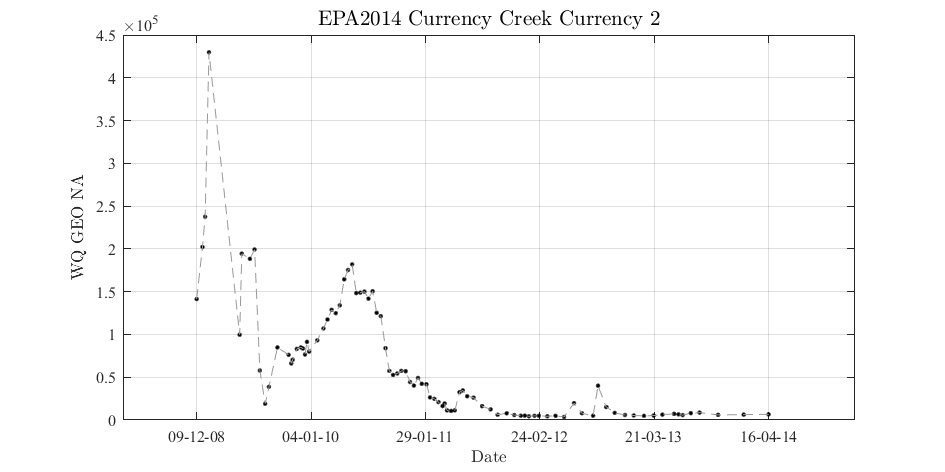 EPA2014 Currency Creek Currency 2
×10⁵
4.5
4
3.5
3
2.5
2
1.5
1
0.5
0
WQ GEO NA
09-12-08 04-01-10 29-01-11 24-02-12 21-03-13 16-04-14
Date